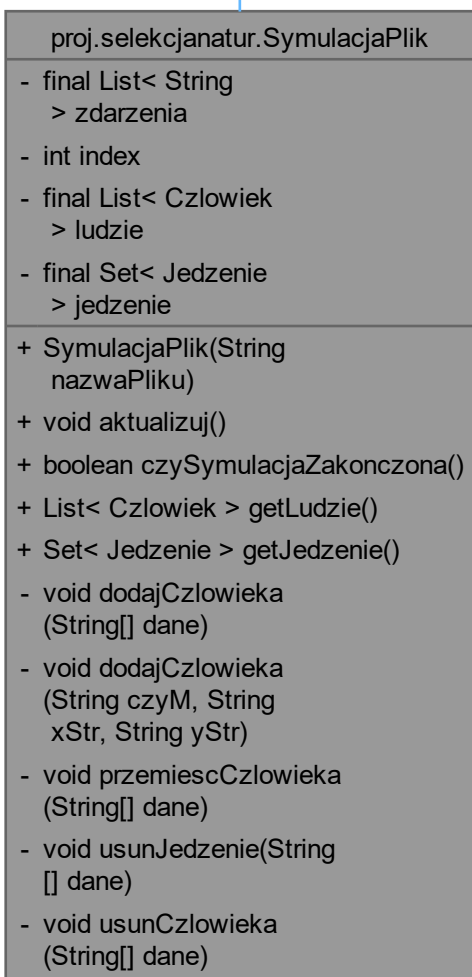 proj.selekcjanatur.SymulacjaPlik
- final List< String
> zdarzenia
- int index
- final List< Czlowiek
> ludzie
- final Set< Jedzenie
> jedzenie
+ SymulacjaPlik(String
nazwaPliku)
+ void aktualizuj()
+ boolean czySymulacjaZakonczona()
+ List< Czlowiek > getLudzie()
+ Set< Jedzenie > getJedzenie()
- void dodajCzlowieka
(String[] dane)
- void dodajCzlowieka
(String czyM, String
xStr, String yStr)
- void przemiescCzlowieka
(String[] dane)
- void usunJedzenie(String
[] dane)
- void usunCzlowieka
(String[] dane)